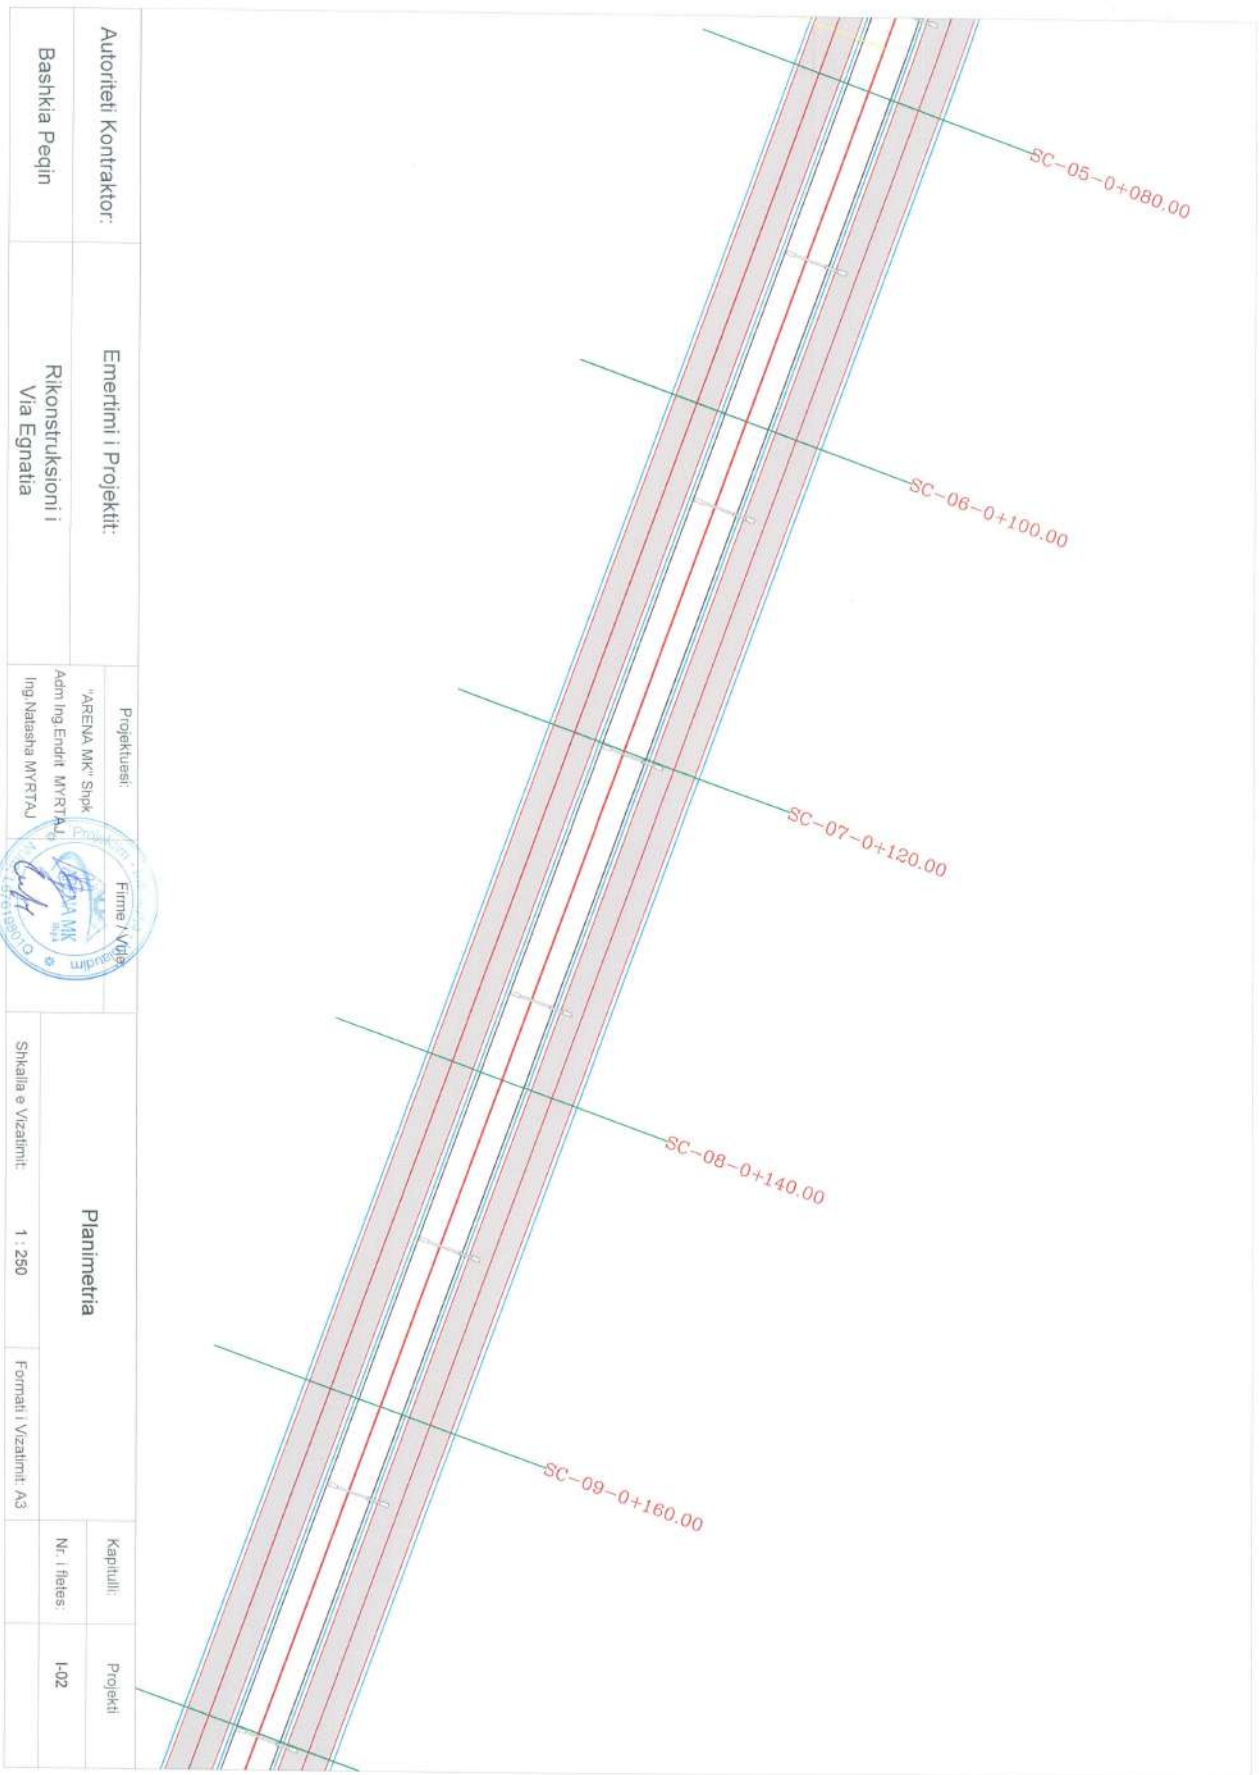 SC-05-0+080.00
SC-06-0+100.00
SC-07-0+120.00
SC-08-0+140.00
SC-09-0+160.00
Autoriteti Kontraktor:
Bashkia Peqin
Emertimi i Projektit:
Rikonstruksioni i
Via Egnatia
Projektuesi:
"ARENA MK" Shpk
Adm Ing.Endrit MYRTAJ
Ing.Natasha MYRTAJ
Firme / Vule
ARENA MK
Shpk
Planimetria
Shkalla e Vizatimit: 1 : 250
Formati i Vizatimit: A3
Kapitulli: Projekti
Nr. i fletes: I-02